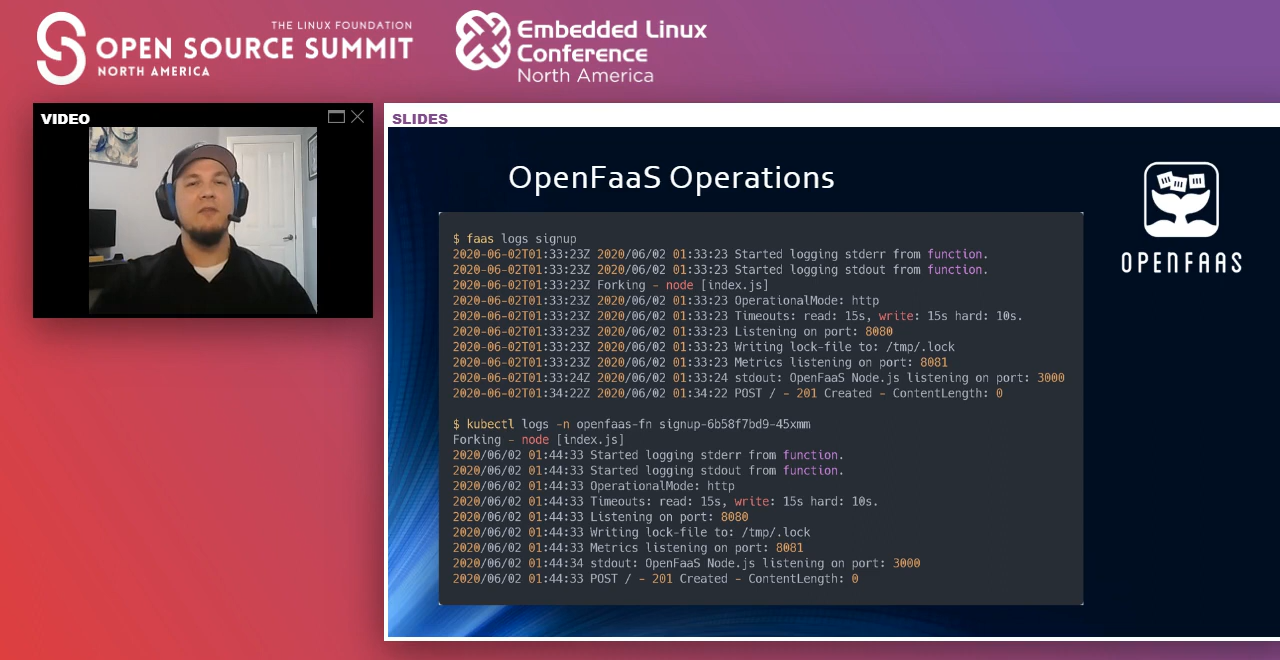 THE LINUX FOUNDATION
OPEN SOURCE SUMMIT
NORTH AMERICA
Embedded Linux
Conference
North America
VIDEO
SLIDES
OpenFaaS Operations
OPENFAAS
$ faas logs signup
2020-06-02T01:33:23Z 2020/06/02 01:33:23 Started logging stderr from function.
2020-06-02T01:33:23Z 2020/06/02 01:33:23 Started logging stdout from function.
2020-06-02T01:33:23Z Forking - node [index.js]
2020-06-02T01:33:23Z 2020/06/02 01:33:23 OperationalMode: http
2020-06-02T01:33:23Z 2020/06/02 01:33:23 Timeouts: read: 15s, write: 15s hard: 10s.
2020-06-02T01:33:23Z 2020/06/02 01:33:23 Listening on port: 8080
2020-06-02T01:33:23Z 2020/06/02 01:33:23 Writing lock-file to: /tmp/.lock
2020-06-02T01:33:23Z 2020/06/02 01:33:23 Metrics listening on port: 8081
2020-06-02T01:33:24Z 2020/06/02 01:33:24 stdout: OpenFaaS Node.js listening on port: 3000
2020-06-02T01:34:22Z 2020/06/02 01:34:22 POST / - 201 Created - ContentLength: 0
$ kubectl logs -n openfaas-fn signup-6b58f7bd9-45xmm
Forking - node [index.js]
2020/06/02 01:44:33 Started logging stderr from function.
2020/06/02 01:44:33 Started logging stdout from function.
2020/06/02 01:44:33 OperationalMode: http
2020/06/02 01:44:33 Timeouts: read: 15s, write: 15s hard: 10s.
2020/06/02 01:44:33 Listening on port: 8080
2020/06/02 01:44:33 Writing lock-file to: /tmp/.lock
2020/06/02 01:44:33 Metrics listening on port: 8081
2020/06/02 01:44:34 stdout: OpenFaaS Node.js listening on port: 3000
2020/06/02 01:44:33 POST / - 201 Created - ContentLength: 0